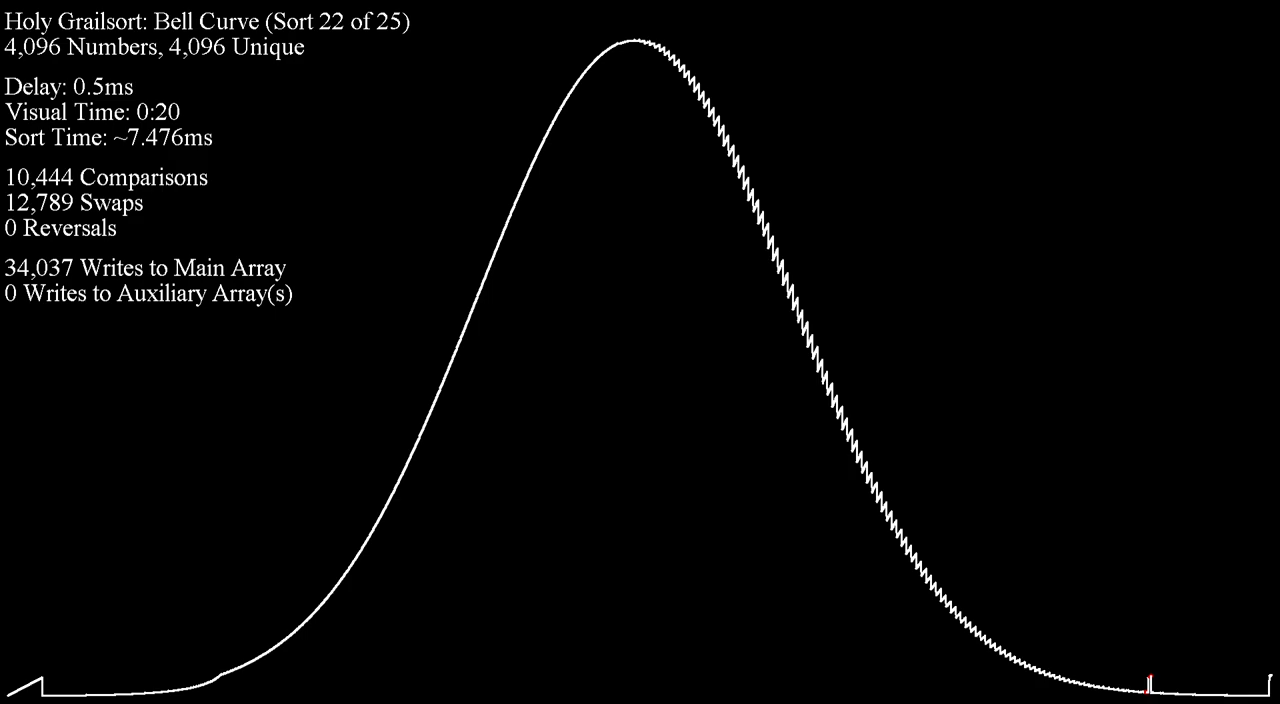 Holy Grailsort: Bell Curve (Sort 22 of 25)
4,096 Numbers, 4,096 Unique
Delay: 0.5ms
Visual Time: 0:20
Sort Time: ~7.476ms
10,444 Comparisons
12,789 Swaps
0 Reversals
34,037 Writes to Main Array
0 Writes to Auxiliary Array(s)